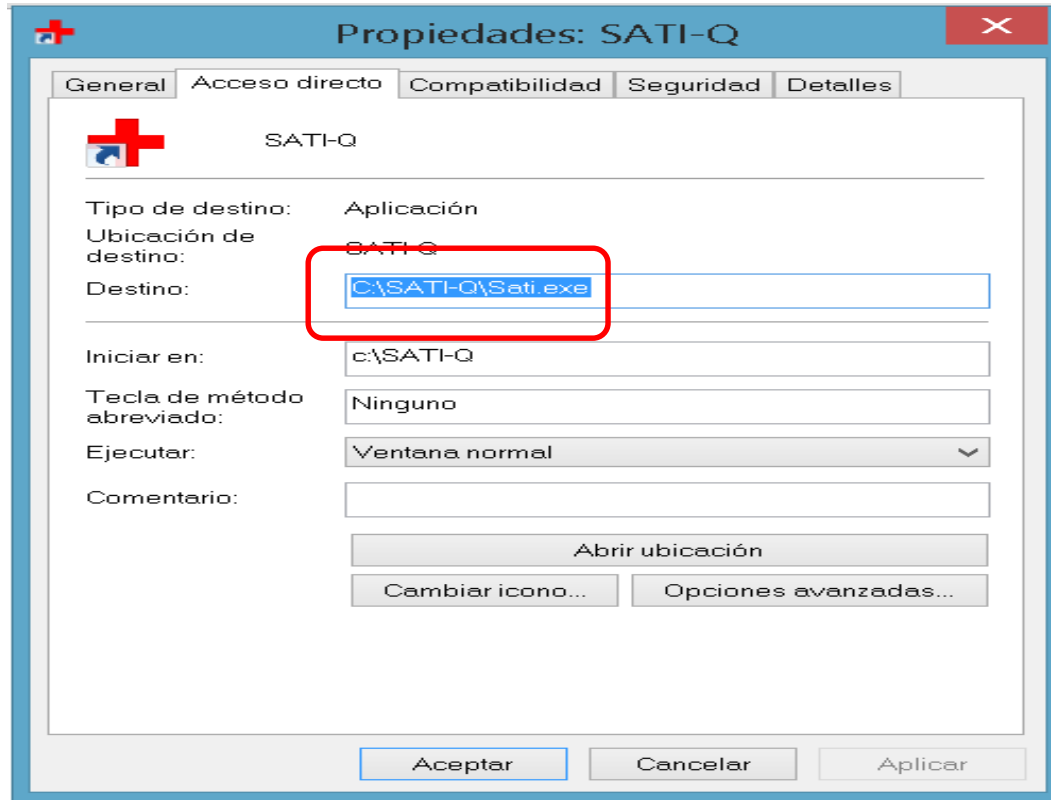 Propiedades: SATI-Q
General Acceso directo Compatibilidad Seguridad Detalles
SATI-Q
Tipo de destino: Aplicación
Ubicación de
destino: SATI-Q
Destino: C:\SATI-Q\Sati.exe
Iniciar en: c:\SATI-Q
Tecla de método
abreviado: Ninguno
Ejecutar: Ventana normal
Comentario:
Abrir ubicación
Cambiar icono... Opciones avanzadas...
Aceptar Cancelar Aplicar